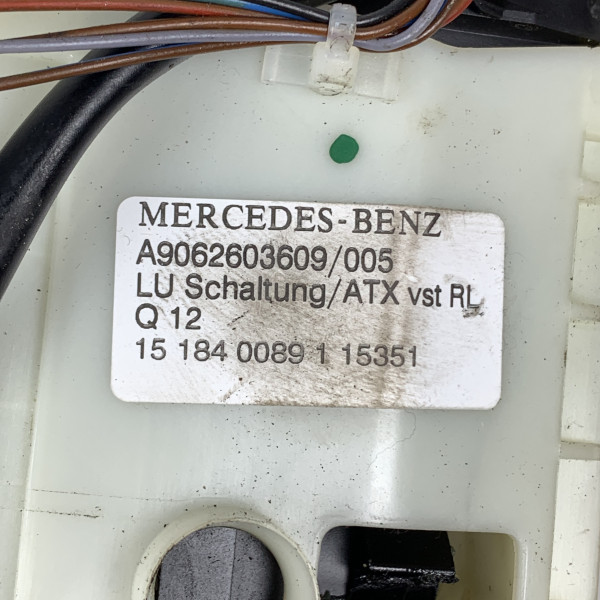 MERCEDES-BENZ
A9062603609/005
LU Schaltung/ATX vst RL
Q 12
15 184 0089 1 15351